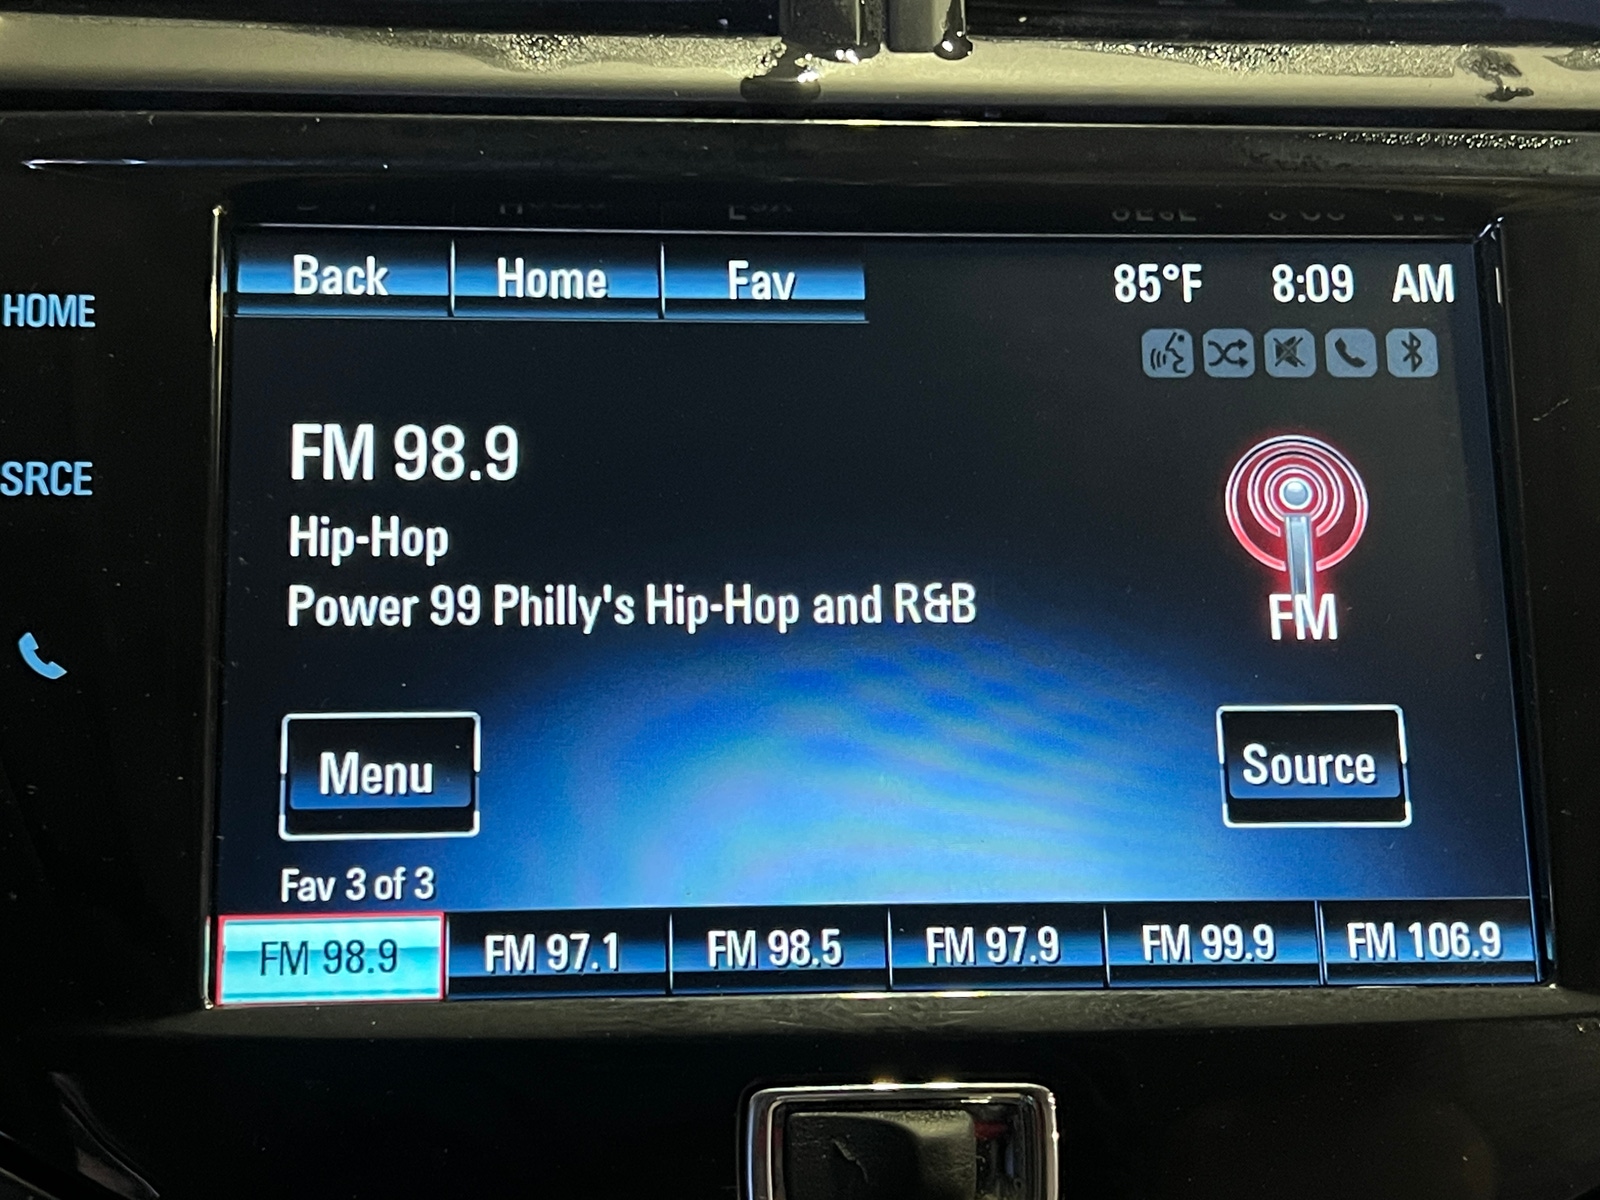 Back Home Fav 85°F 8:09 AM
HOME
FM 98.9
SRCE
Hip-Hop
Power 99 Philly's Hip-Hop and R&B
FM
Menu Source
Fav 3 of 3
FM 98.9 FM 97.1 FM 98.5 FM 97.9 FM 99.9 FM 106.9